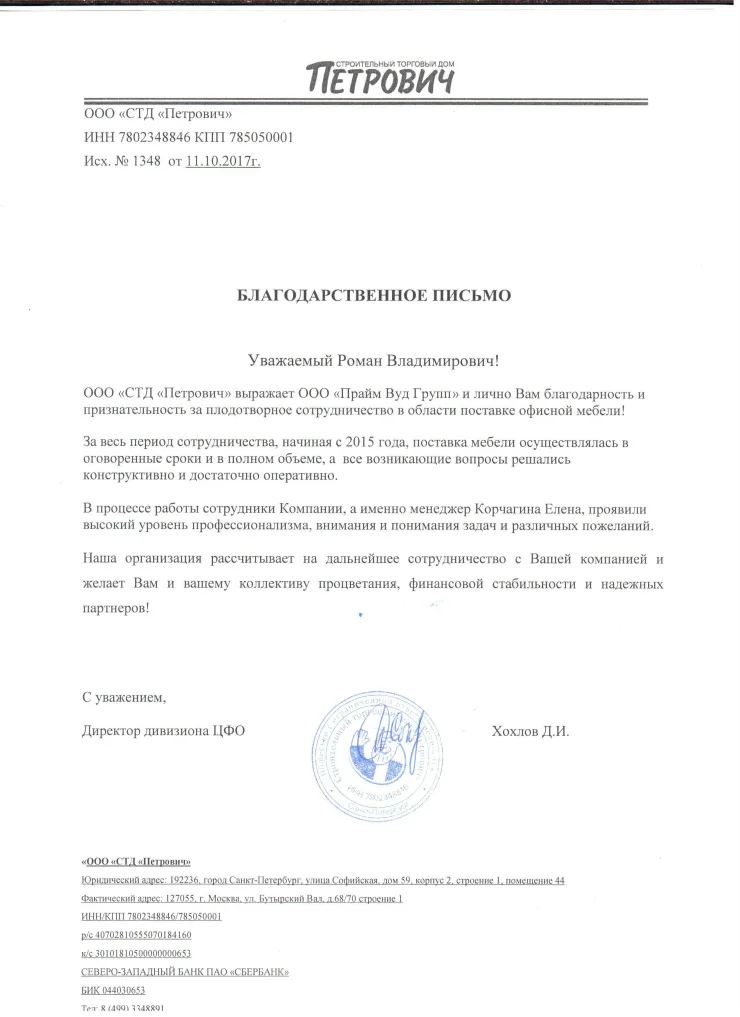 СТРОИТЕЛЬНЫЙ ТОРГОВЫЙ ДОМ
ПЕТРОВИЧ
ООО «СТД «Петрович»
ИНН 7802348846 КПП 785050001
Исх. № 1348 от 11.10.2017г.
БЛАГОДАРСТВЕННОЕ ПИСЬМО
Уважаемый Роман Владимирович!
ООО «СТД «Петрович» выражает ООО «Прайм Вуд Групп» и лично Вам благодарность и
признательность за плодотворное сотрудничество в области поставке офисной мебели!
За весь период сотрудничества, начиная с 2015 года, поставка мебели осуществлялась в
оговоренные сроки и в полном объеме, а все возникающие вопросы решались
конструктивно и достаточно оперативно.
В процессе работы сотрудники Компании, а именно менеджер Корчагина Елена, проявили
высокий уровень профессионализма, внимания и понимания задач и различных пожеланий.
Наша организация рассчитывает на дальнейшее сотрудничество с Вашей компанией и
желает Вам и вашему коллективу процветания, финансовой стабильности и надежных
партнеров!
С уважением,
Директор дивизиона ЦФО
Хохлов Д.И.
ИНН 7802348846
Санкт-Петербург
«ООО «СТД «Петрович»
Юридический адрес: 192236, город Санкт-Петербург, улица Софийская, дом 59, корпус 2, строение 1, помещение 44
Фактический адрес: 127055, г. Москва, ул. Бутырский Вал, д.68/70 строение 1
ИНН/КПП 7802348846/785050001
р/с 40702810555070184160
к/с 30101810500000000653
СЕВЕРО-ЗАПАДНЫЙ БАНК ПАО «СБЕРБАНК»
БИК 044030653
Тел: 8 (499) 3348891